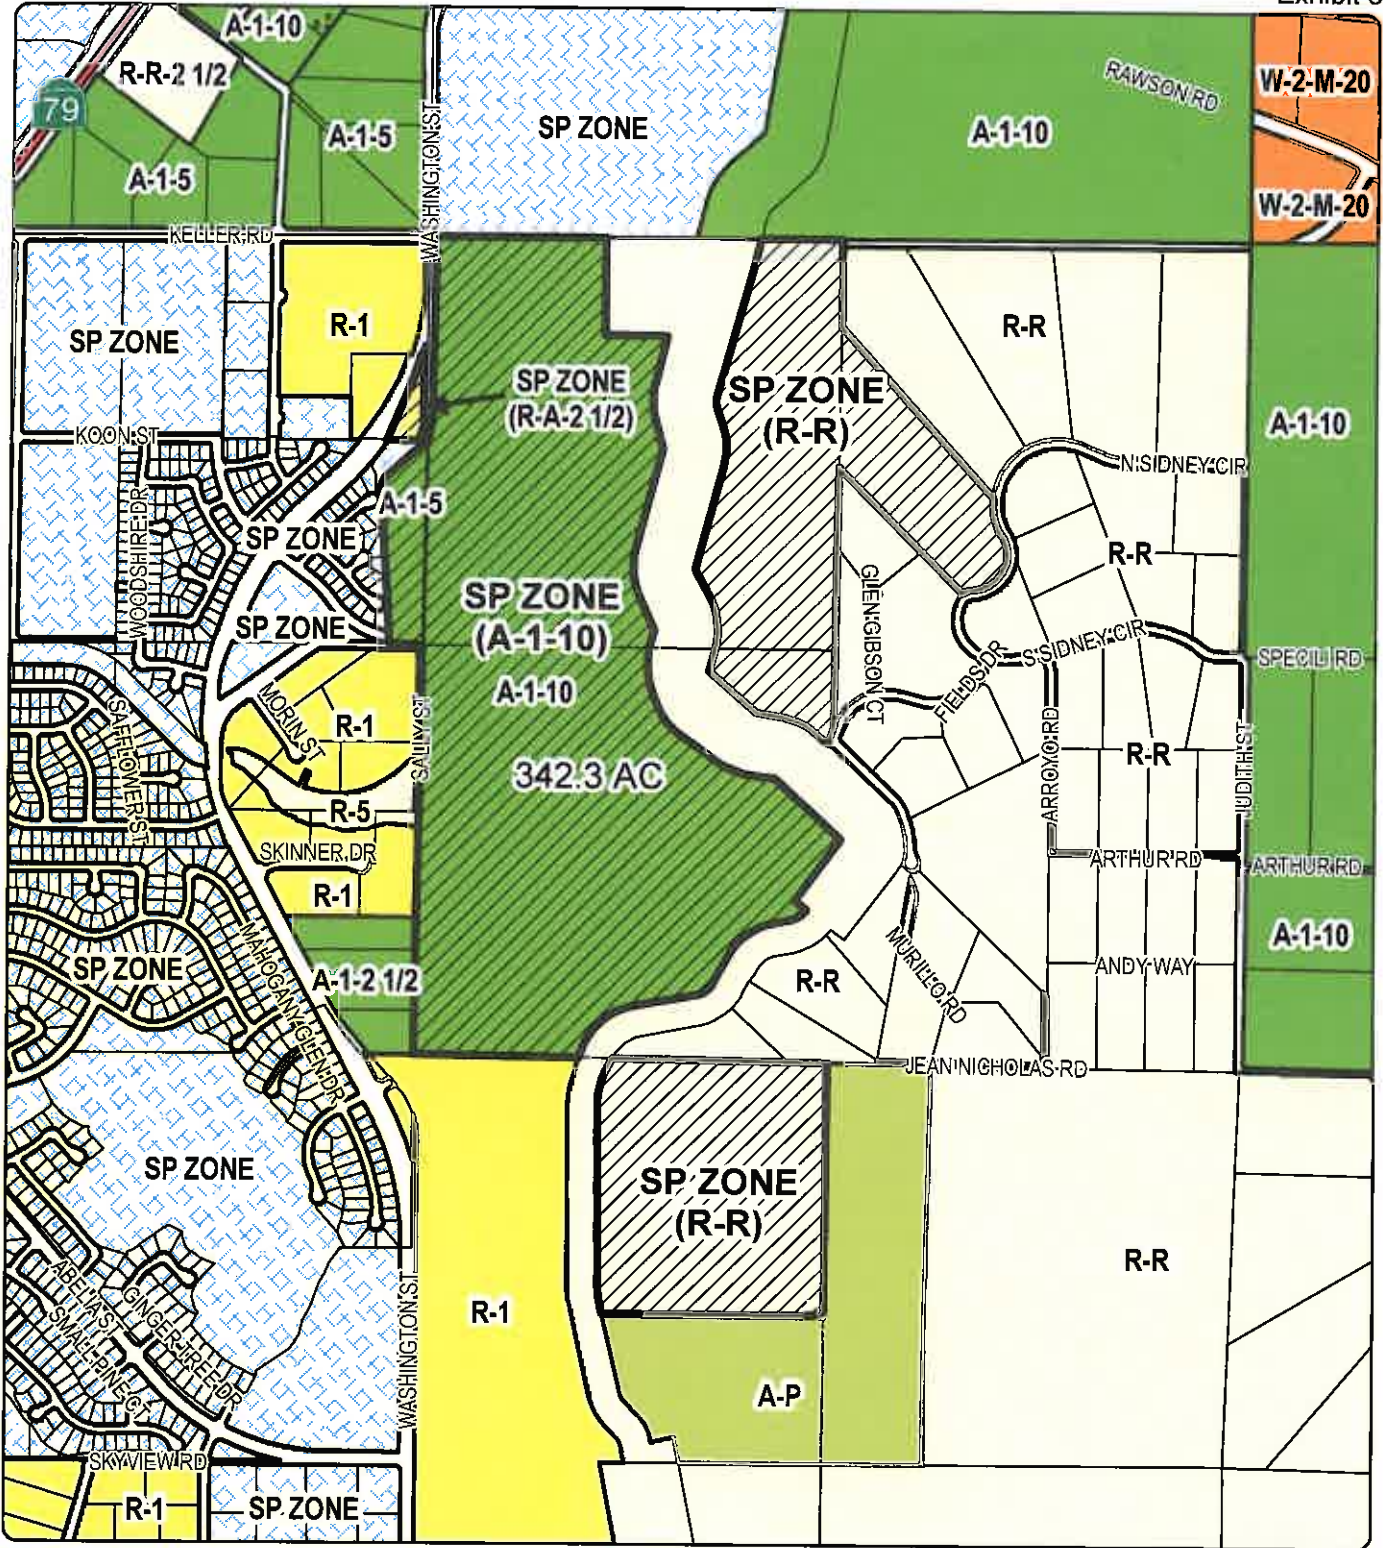 Exhibit
A-1-10
R-R-2 1/2
79
A-1-5
A-1-5
WASHINGTON ST
SP ZONE
RAWSON RD
A-1-10
W-2-M-20
W-2-M-20
KELLER RD
SP ZONE
R-1
SP ZONE
(R-A-2 1/2)
SP ZONE
(R-R)
R-R
A-1-10
KOON ST
N SIDNEY CIR
WOODSHIRE DR
A-1-5
SP ZONE
R-R
SP ZONE
(A-1-10)
GLEN GIBSON CT
SP ZONE
S SIDNEY CIR
SPECIL RD
FIELDS DR
A-1-10
MORIN ST
R-1
SALLY ST
SAFFLOWER ST
ARROYO RD
R-R
JUDITH ST
342.3 AC
R-5
SKINNER DR
ARTHUR RD
ARTHUR RD
R-1
MAHOGANY GLEN DR
A-1-10
SP ZONE
A-1-2 1/2
R-R
MURILLO RD
ANDY WAY
JEAN NICHOLAS RD
SP ZONE
SP ZONE
(R-R)
R-R
ABELIA ST
GINGER TREE DR
SMALL PINE CT
WASHINGTON ST
R-1
A-P
SKYVIEW RD
R-1
SP ZONE